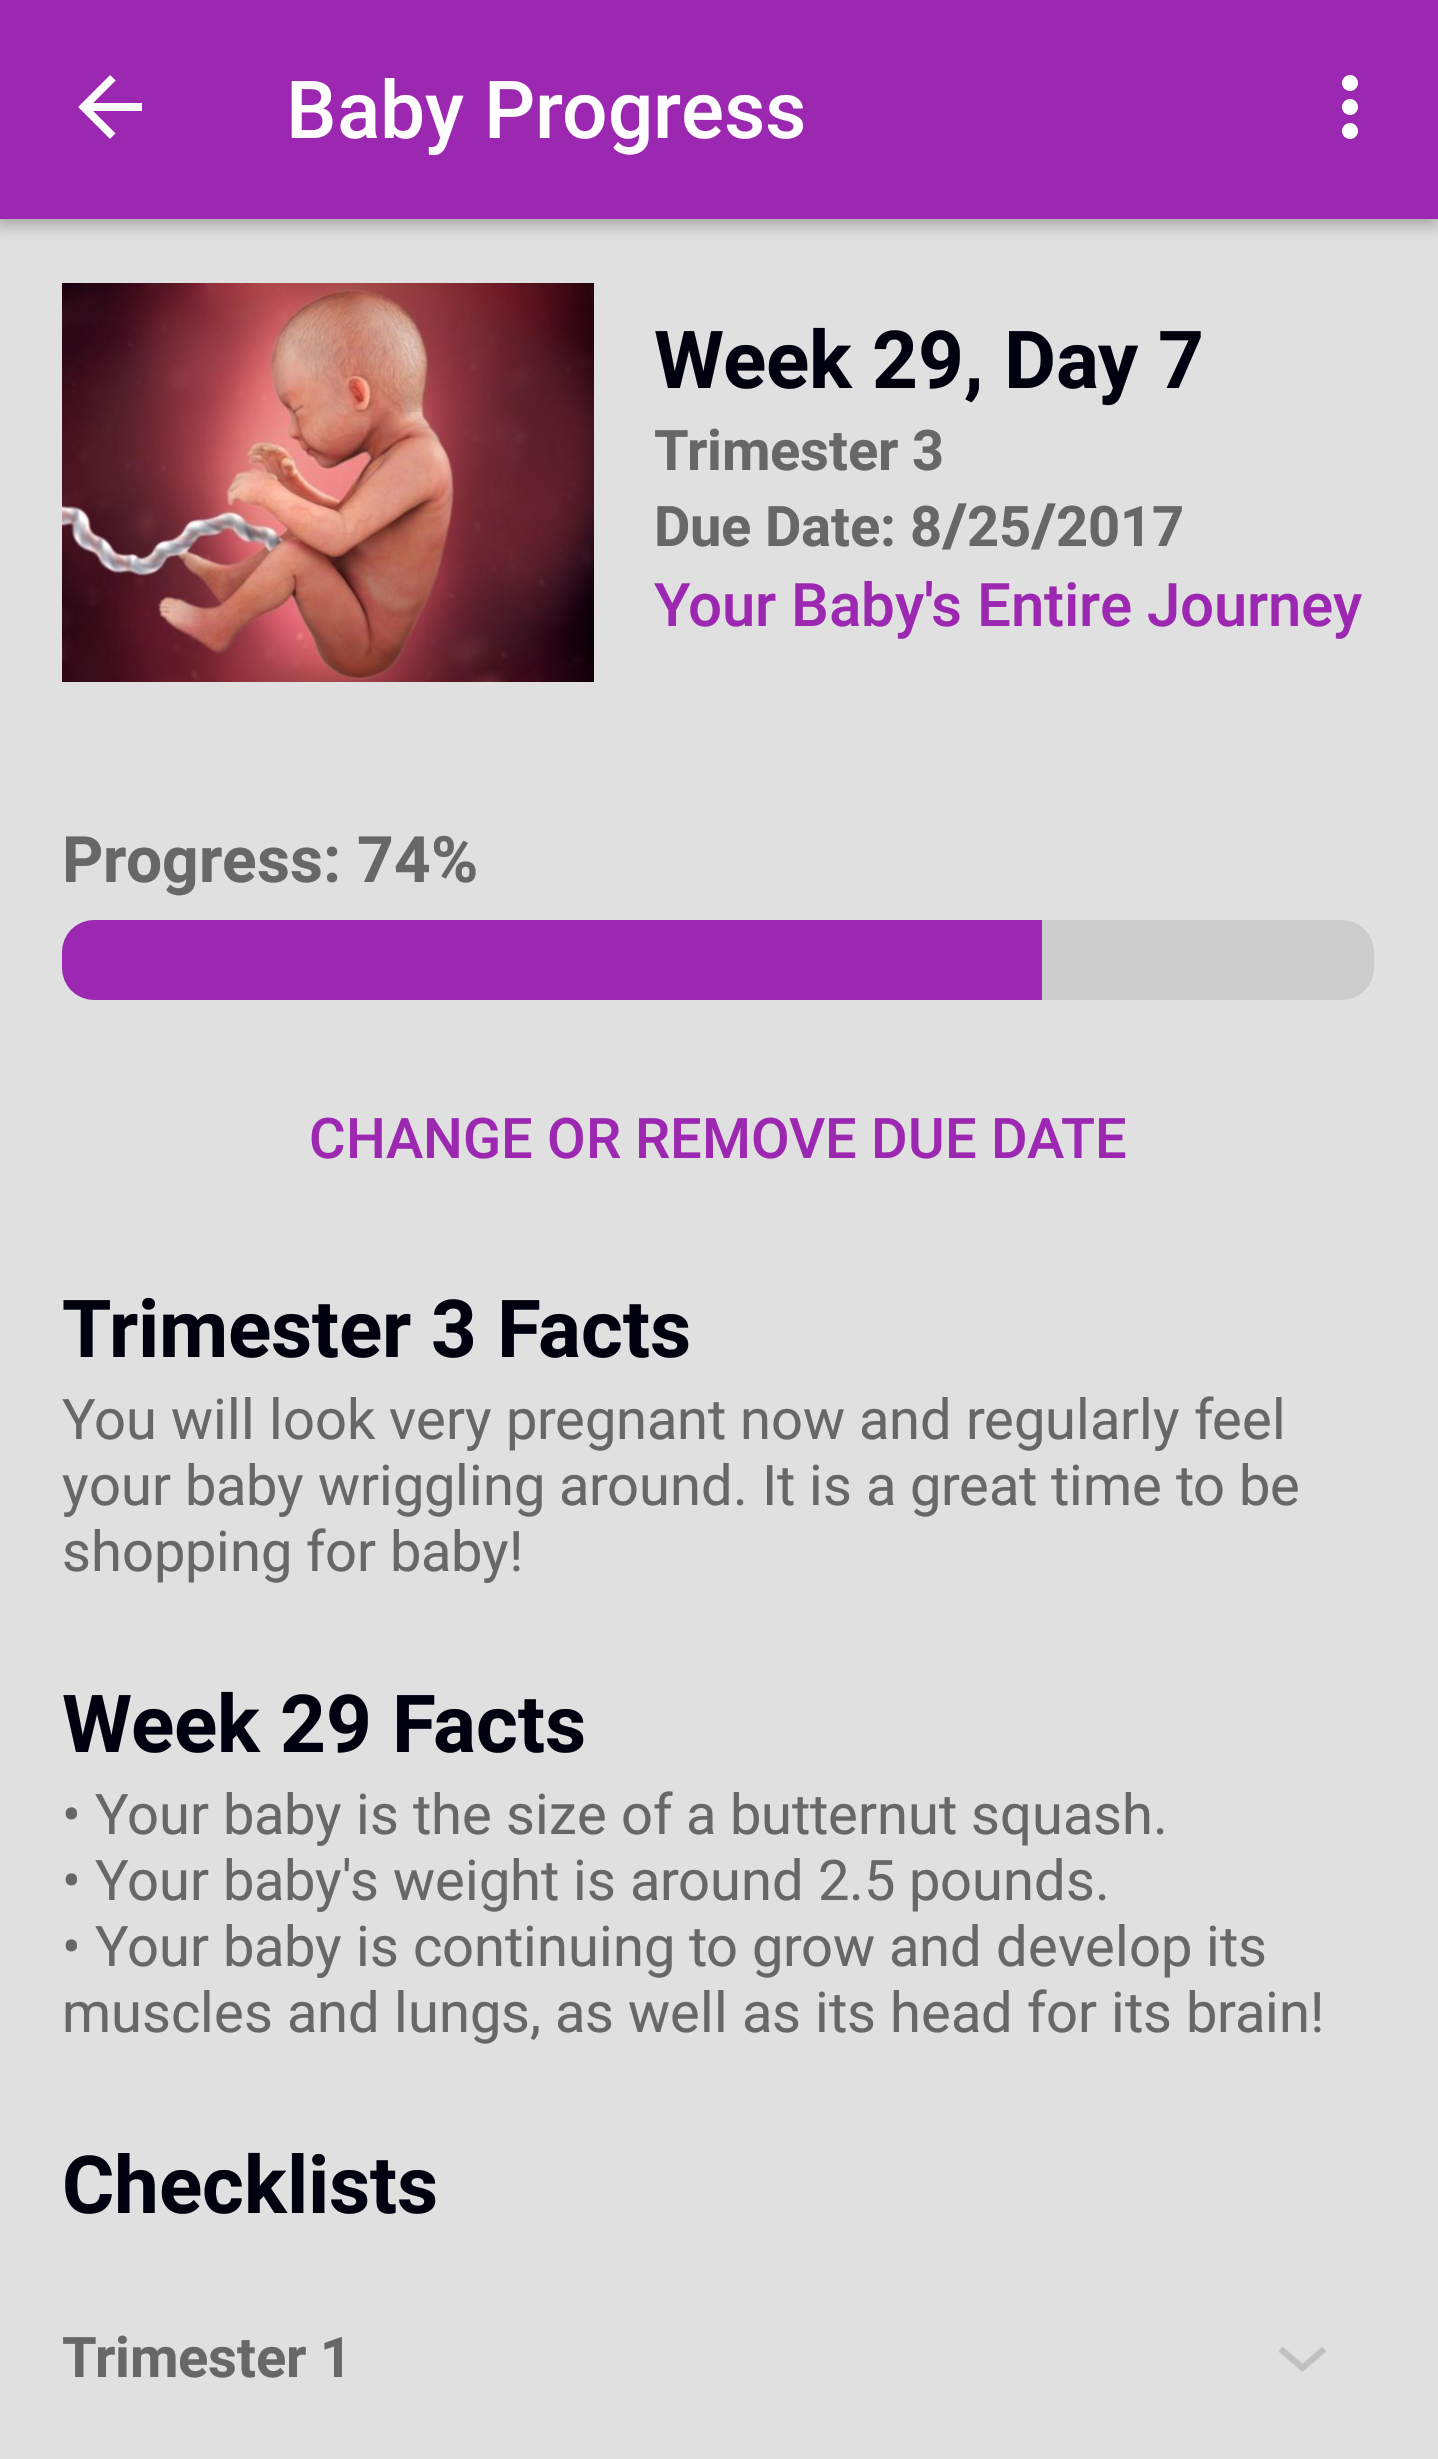 Baby Progress
Week 29, Day 7
Trimester 3
Due Date: 8/25/2017
Your Baby's Entire Journey
Progress: 74%
CHANGE OR REMOVE DUE DATE
Trimester 3 Facts
You will look very pregnant now and regularly feel
your baby wriggling around. It is a great time to be
shopping for baby!
Week 29 Facts
• Your baby is the size of a butternut squash.
• Your baby's weight is around 2.5 pounds.
• Your baby is continuing to grow and develop its
muscles and lungs, as well as its head for its brain!
Checklists
Trimester 1